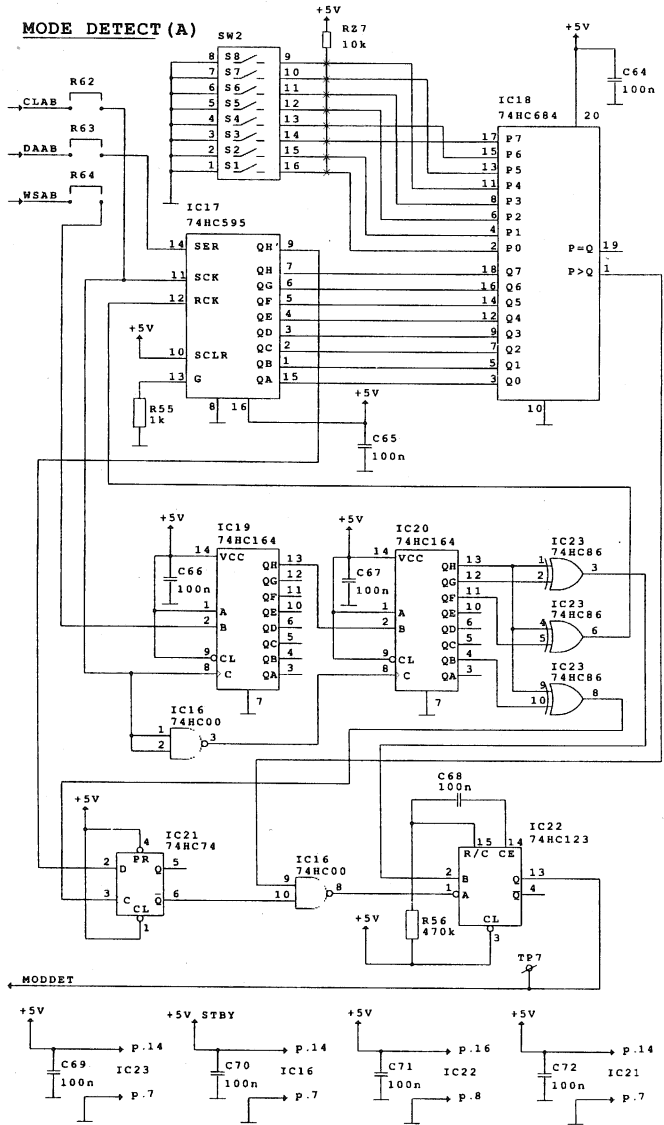 MODE DETECT (A)
+5V
SW2
RZ7
10k
+5V
C64
100n
8 S8 9
7 S7 10
6 S6 11
5 S5 12
4 S4 13
3 S3 14
2 S2 15
1 S1 16
R62
CLAB
R63
DAAB
R64
WSAB
IC18
74HC684
20
17 P7
15 P6
13 P5
11 P4
8 P3
6 P2
4 P1
2 P0
P=Q 19
P>Q 1
18 Q7
16 Q6
14 Q5
12 Q4
9 Q3
7 Q2
5 Q1
3 Q0
10
IC17
74HC595
14 SER QH' 9
11 SCK QH 7
12 RCK QG 6
QF 5
QE 4
QD 3
+5V
10 SCLR QC 2
QB 1
13 G QA 15
8 16
R55
1k
+5V
C65
100n
+5V
C66
100n
IC19
74HC164
14 VCC QH 13
QG 12
QF 11
1 A QE 10
2 B QD 6
QC 5
9 CL QB 4
8 C QA 3
7
+5V
C67
100n
IC20
74HC164
14 VCC QH 13
QG 12
QF 11
1 A QE 10
2 B QD 6
QC 5
9 CL QB 4
8 C QA 3
7
IC23
74HC86
1
2
3
IC23
74HC86
4
5
6
IC23
74HC86
9
10
8
IC16
74HC00
1
2
3
C68
100n
+5V
IC21
74HC74
4
PR
2 D Q 5
3 C Q 6
CL
1
IC16
74HC00
9
10
8
IC22
74HC123
15 14
R/C CE
2 B Q 13
1 A Q 4
CL
3
+5V
R56
470k
TP7
MODDET
+5V
p.14
C69
100n
IC23
p.7
+5V STBY
p.14
C70
100n
IC16
p.7
+5V
p.16
C71
100n
IC22
p.8
+5V
p.14
C72
100n
IC21
p.7